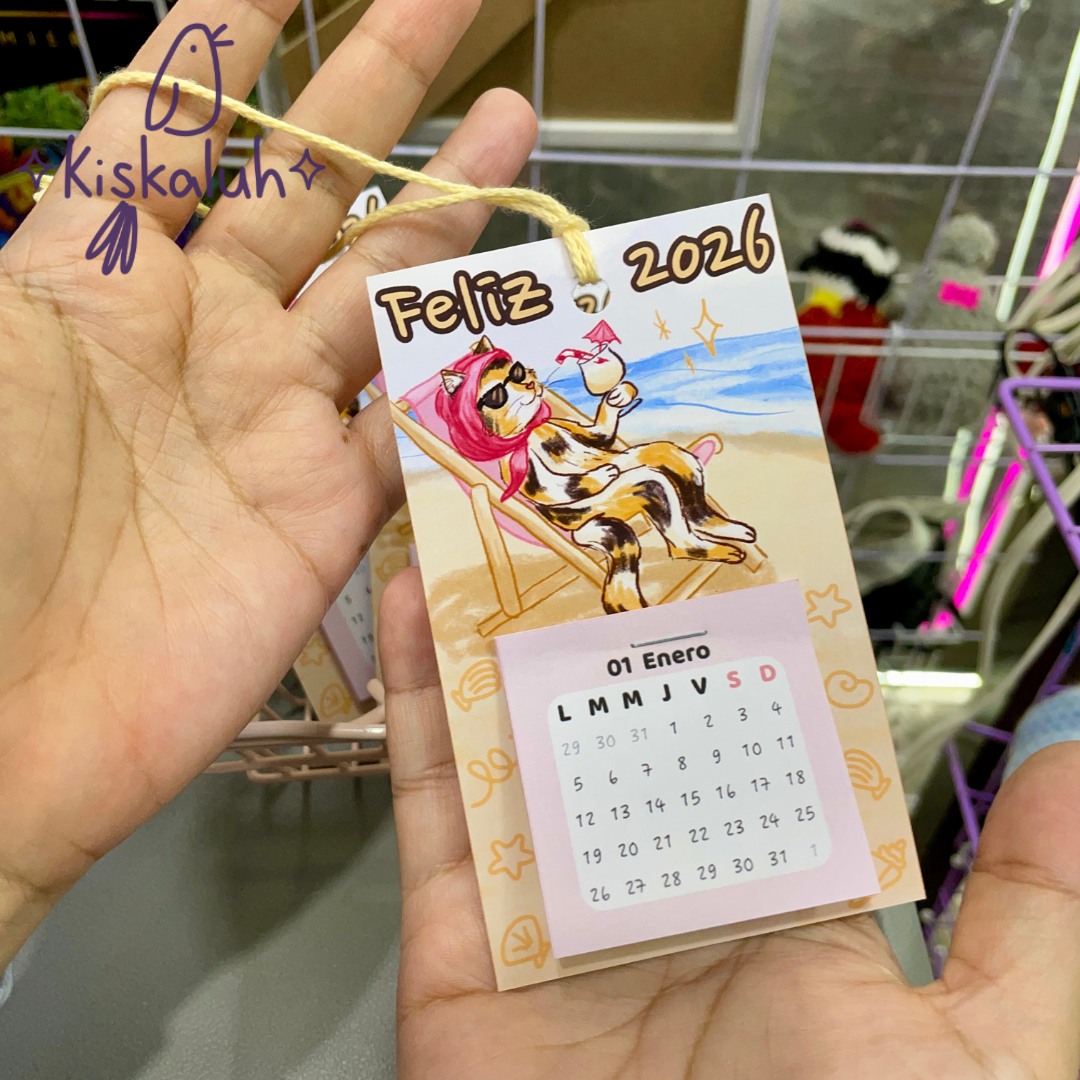 Kiskaluh
Feliz 2026
01 Enero
L M M J V S D
29 30 31 1 2 3 4
5 6 7 8 9 10 11
12 13 14 15 16 17 18
19 20 21 22 23 24 25
26 27 28 29 30 31 1